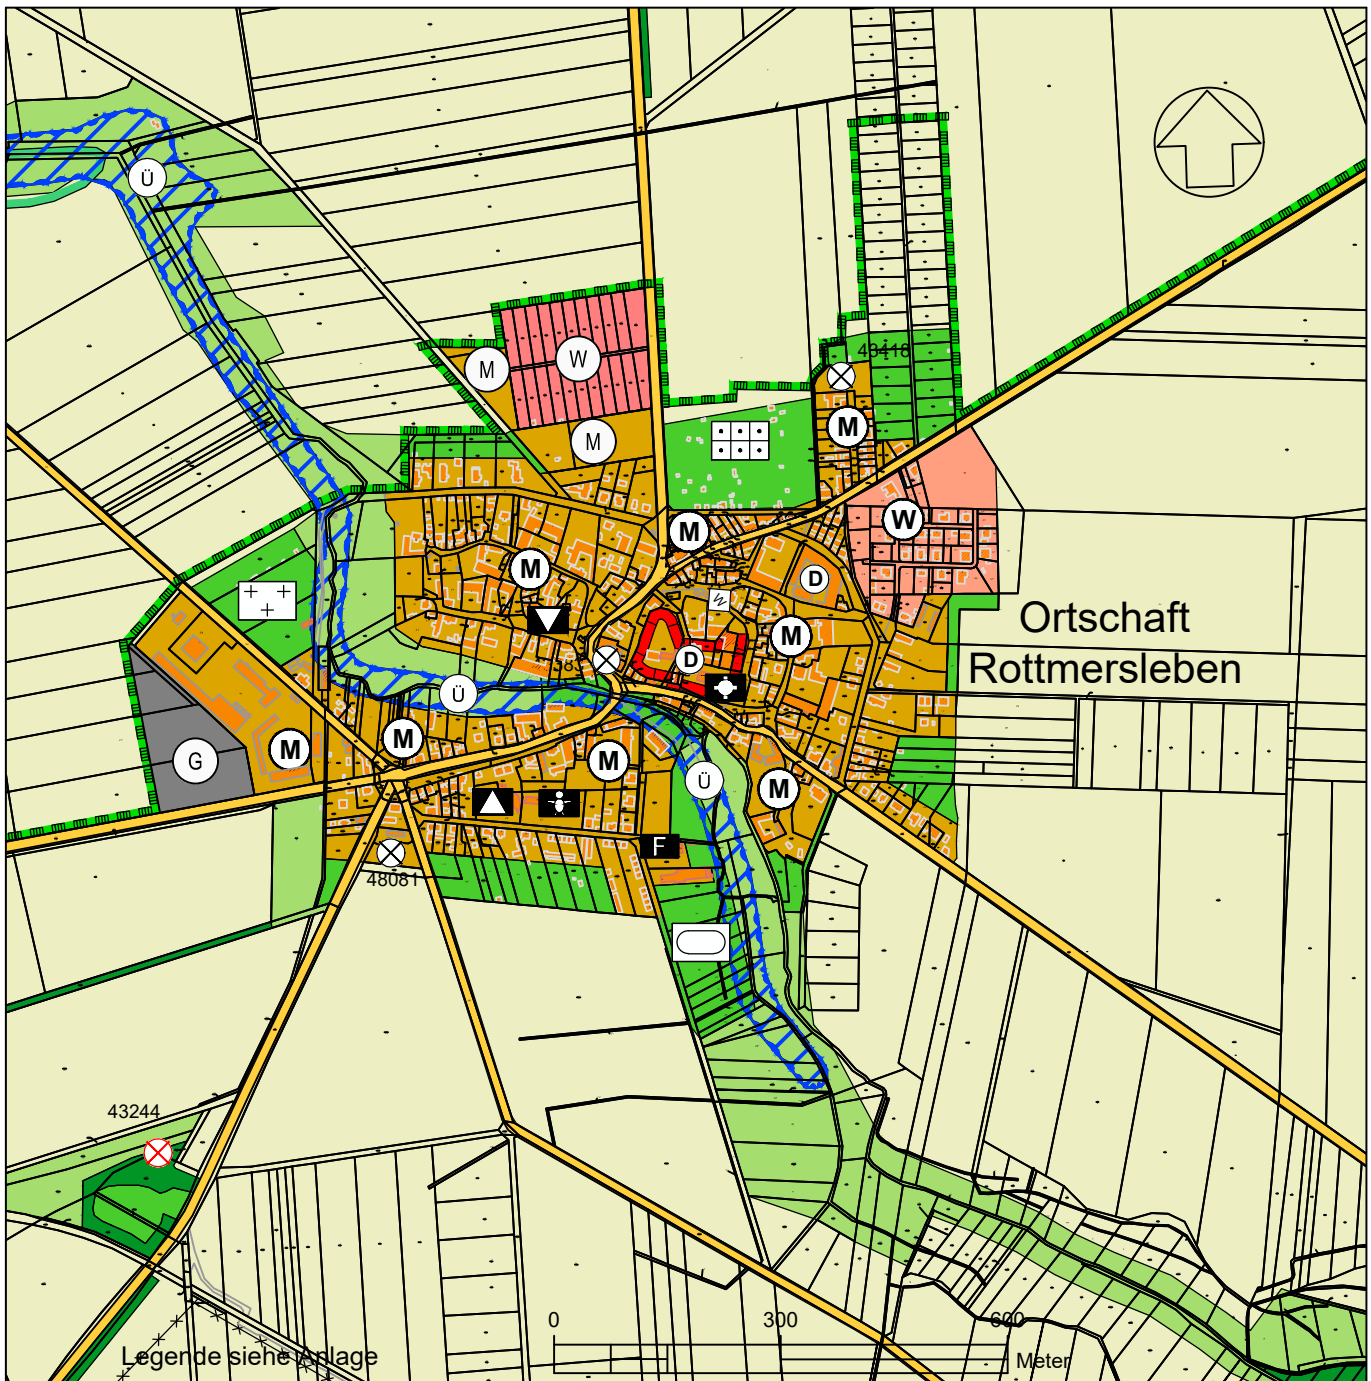 Ü
43418
M
W
M
M
W
M
M
D
W
M
Ortschaft
Rottmersleben
D
Ü
M
M
M
G
Ü
M
F
48081
43244
0 300 600
Meter
Legende siehe Anlage